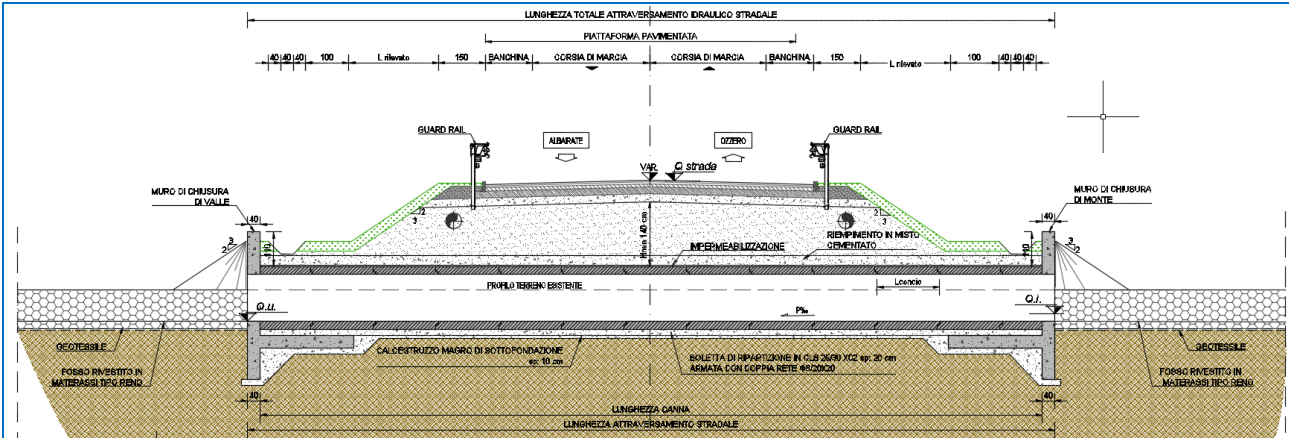 LUNGHEZZA TOTALE ATTRAVERSAMENTO IDRAULICO STRADALE
PIATTAFORMA PAVIMENTATA
40 40 40 100 L rilevato 150 BANCHINA CORSIA DI MARCIA CORSIA DI MARCIA BANCHINA 150 L rilevato 100 40 40 40
GUARD RAIL
ALBAIRATE
OZZERO
GUARD RAIL
VAR.
Q strada
MURO DI CHIUSURA
DI VALLE
MURO DI CHIUSURA
DI MONTE
40
40
2
3
2
3
3
2
3
2
110
110
Hmin 140 cm
RIEMPIMENTO IN MISTO
CEMENTATO
IMPERMEABILIZZAZIONE
PROFILO TERRENO ESISTENTE
Lconcio
Q.u.
Q.i.
P‰
GEOTESSILE
CALCESTRUZZO MAGRO DI SOTTOFONDAZIONE
sp: 10 cm
SOLETTA DI RIPARTIZIONE IN CLS 25/30 XC2 sp: 20 cm
ARMATA CON DOPPIA RETE Φ8/20X20
GEOTESSILE
FOSSO RIVESTITO IN
MATERASSI TIPO RENO
FOSSO RIVESTITO IN
MATERASSI TIPO RENO
40
40
LUNGHEZZA CANNA
LUNGHEZZA ATTRAVERSAMENTO STRADALE